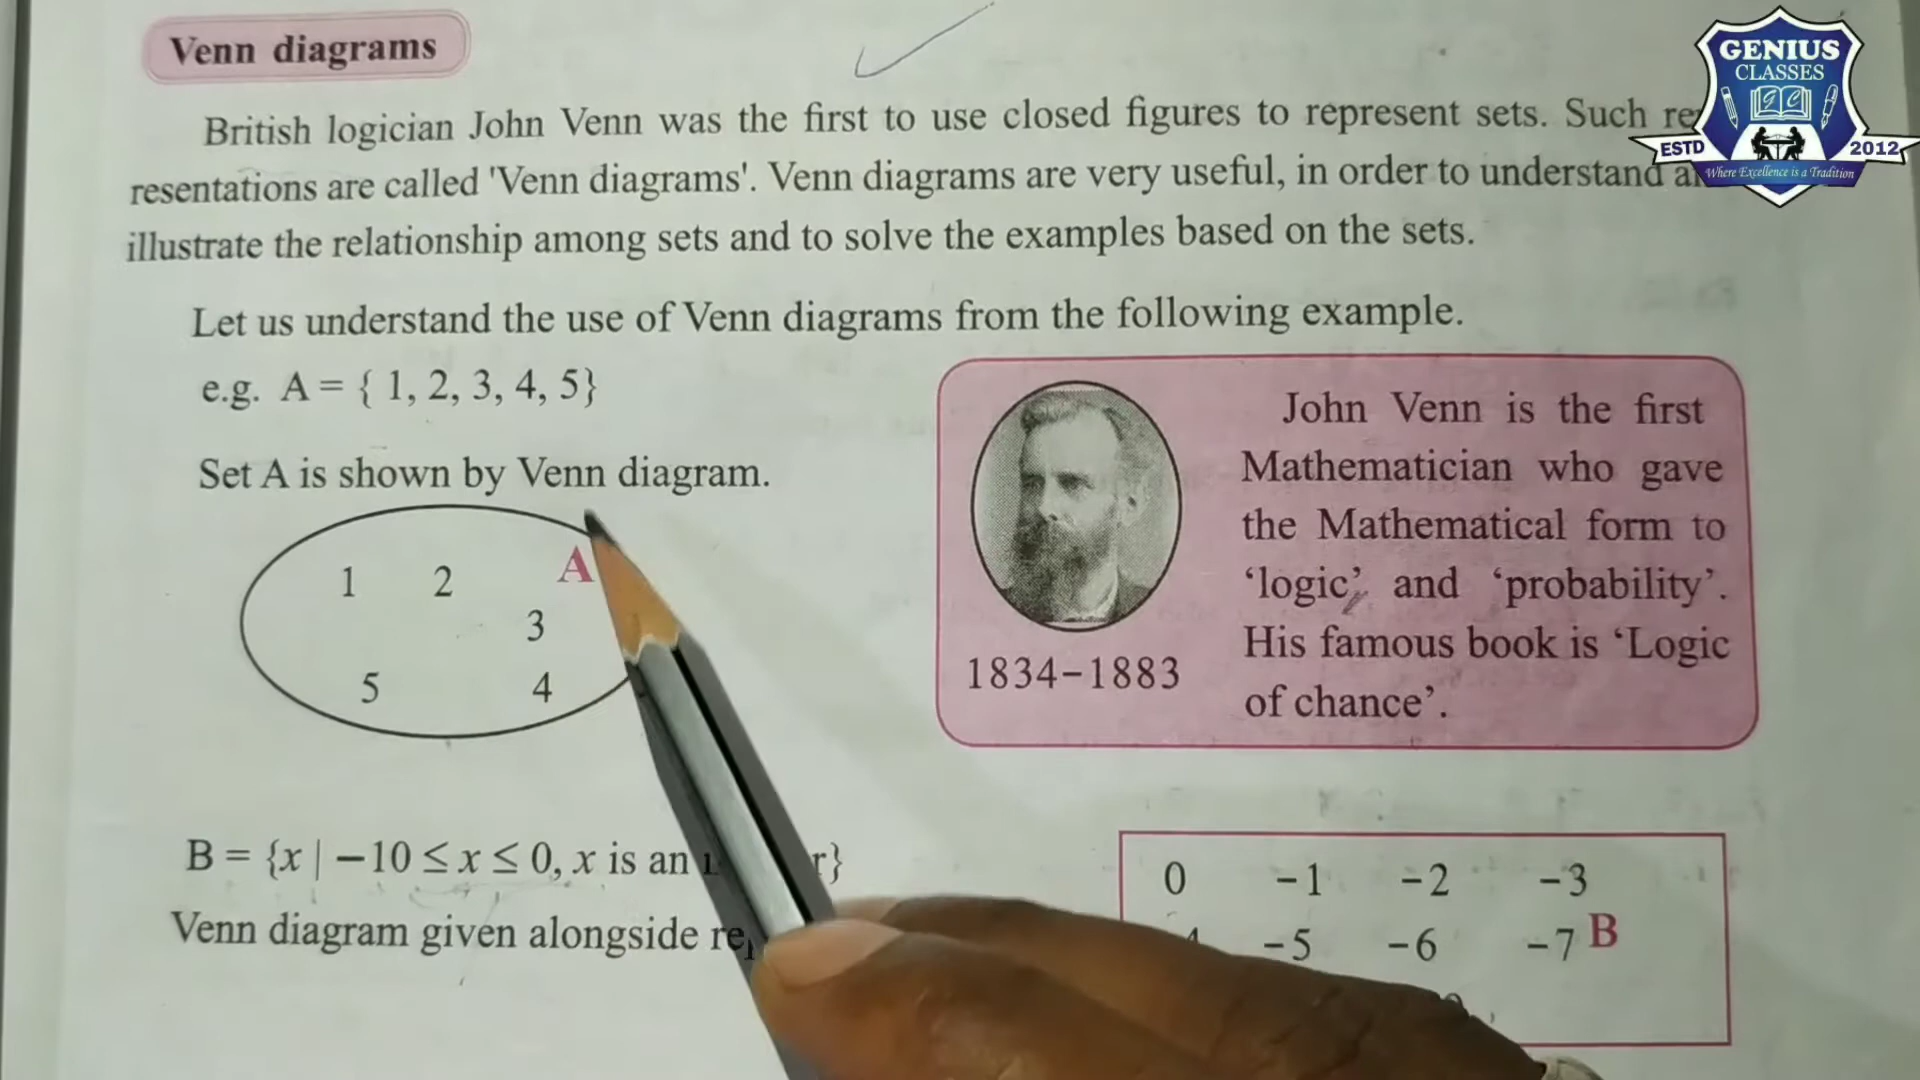 Venn diagrams
British logician John Venn was the first to use closed figures to represent sets. Such
resentations are called 'Venn diagrams'. Venn diagrams are very useful, in order to understand
illustrate the relationship among sets and to solve the examples based on the sets.
Let us understand the use of Venn diagrams from the following example.
e.g. A = { 1, 2, 3, 4, 5}
Set A is shown by Venn diagram.
1 2 A
3
5 4
John Venn is the first
Mathematician who gave
the Mathematical form to
‘logic’ and ‘probability’.
His famous book is ‘Logic
of chance’.
1834-1883
B = {x | -10 ≤ x ≤ 0, x is an
Venn diagram given alongside
0 -1 -2 -3
-5 -6 -7 B
GENIUS
CLASSES
GC
ESTD 2012
Where Excellence is a Tradition